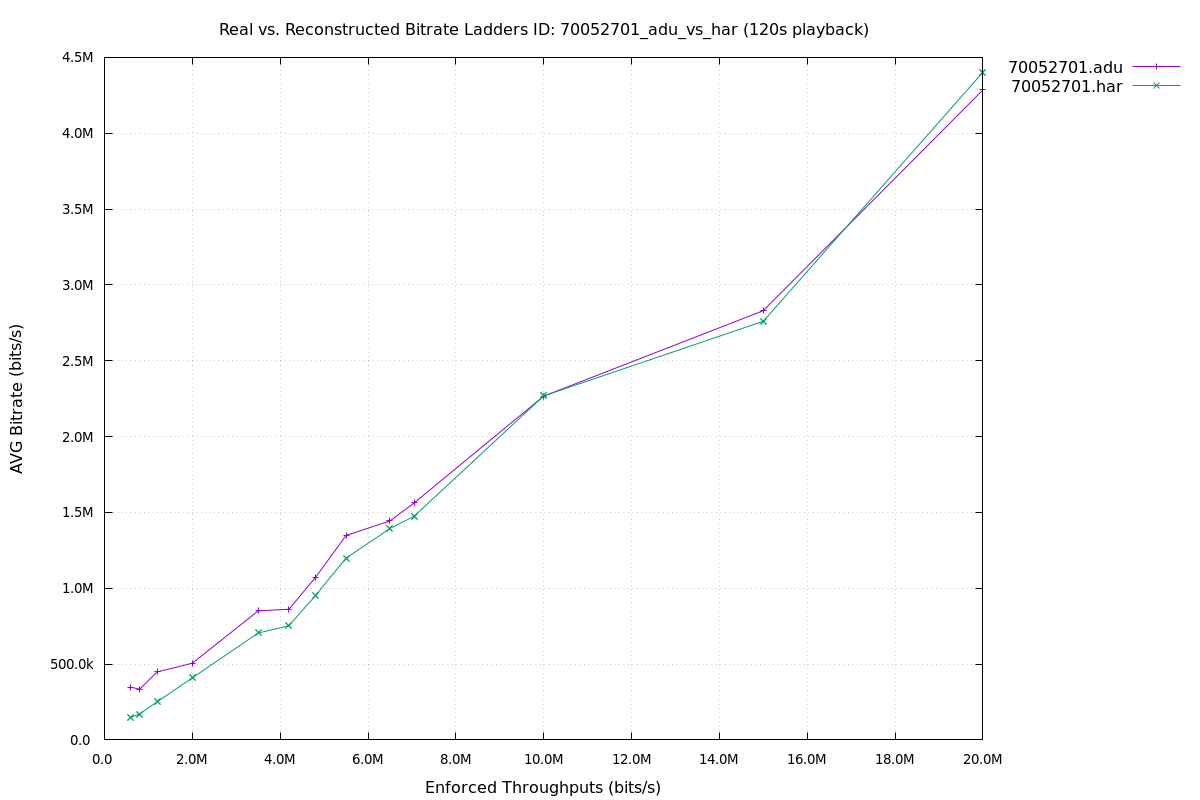 Real vs. Reconstructed Bitrate Ladders ID: 70052701_adu_vs_har (120s playback)
70052701.adu
70052701.har
4.5M
4.0M
3.5M
3.0M
2.5M
2.0M
1.5M
1.0M
500.0k
0.0
AVG Bitrate (bits/s)
0.0 2.0M 4.0M 6.0M 8.0M 10.0M 12.0M 14.0M 16.0M 18.0M 20.0M
Enforced Throughputs (bits/s)